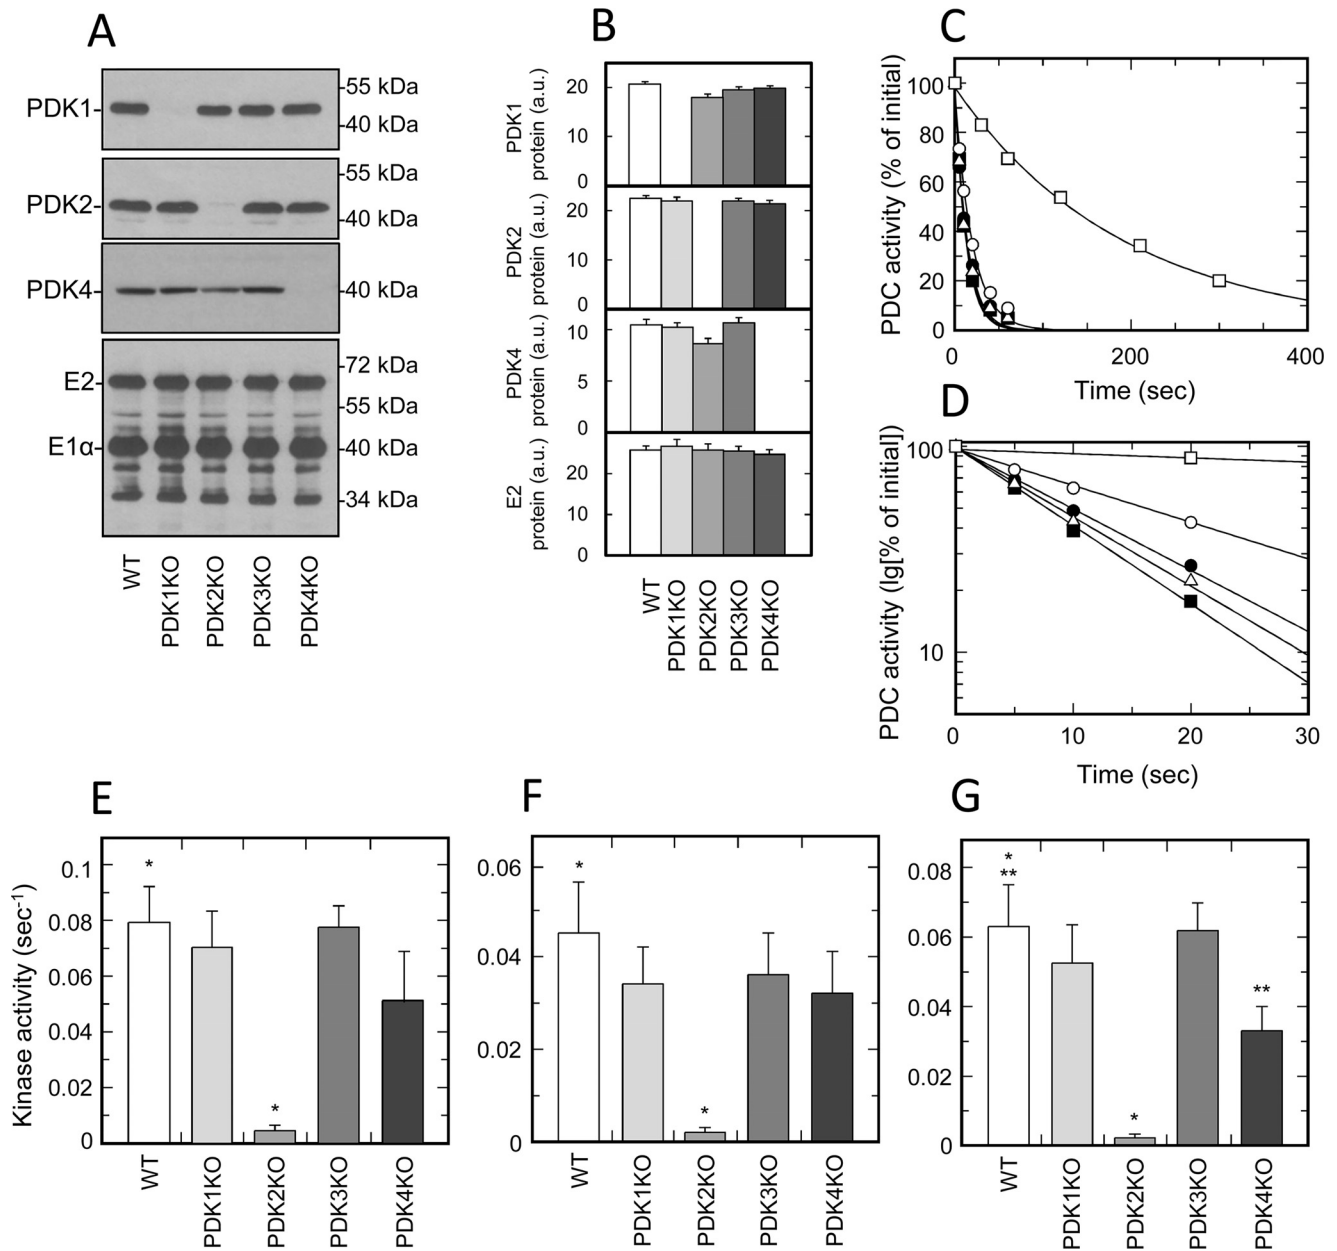 A
PDK1-
-55 kDa
-40 kDa
PDK2-
-55 kDa
-40 kDa
PDK4-
-40 kDa
E2-
E1α-
-72 kDa
-55 kDa
-40 kDa
-34 kDa
WT
PDK1KO
PDK2KO
PDK3KO
PDK4KO
B
PDK1
protein (a.u.)
20
10
0
PDK2
protein (a.u.)
20
10
0
PDK4
protein (a.u.)
10
5
0
E2
protein (a.u.)
20
10
0
WT
PDK1KO
PDK2KO
PDK3KO
PDK4KO
C
PDC activity (% of initial)
100
80
60
40
20
0
0
200
400
Time (sec)
D
PDC activity (lg[% of initial])
100
10
0
10
20
30
Time (sec)
E
Kinase activity (sec-1)
0.1
0.08
0.06
0.04
0.02
0
*
*
WT
PDK1KO
PDK2KO
PDK3KO
PDK4KO
F
0.06
0.04
0.02
0
*
*
WT
PDK1KO
PDK2KO
PDK3KO
PDK4KO
G
0.08
0.06
0.04
0.02
0
*
**
*
**
WT
PDK1KO
PDK2KO
PDK3KO
PDK4KO